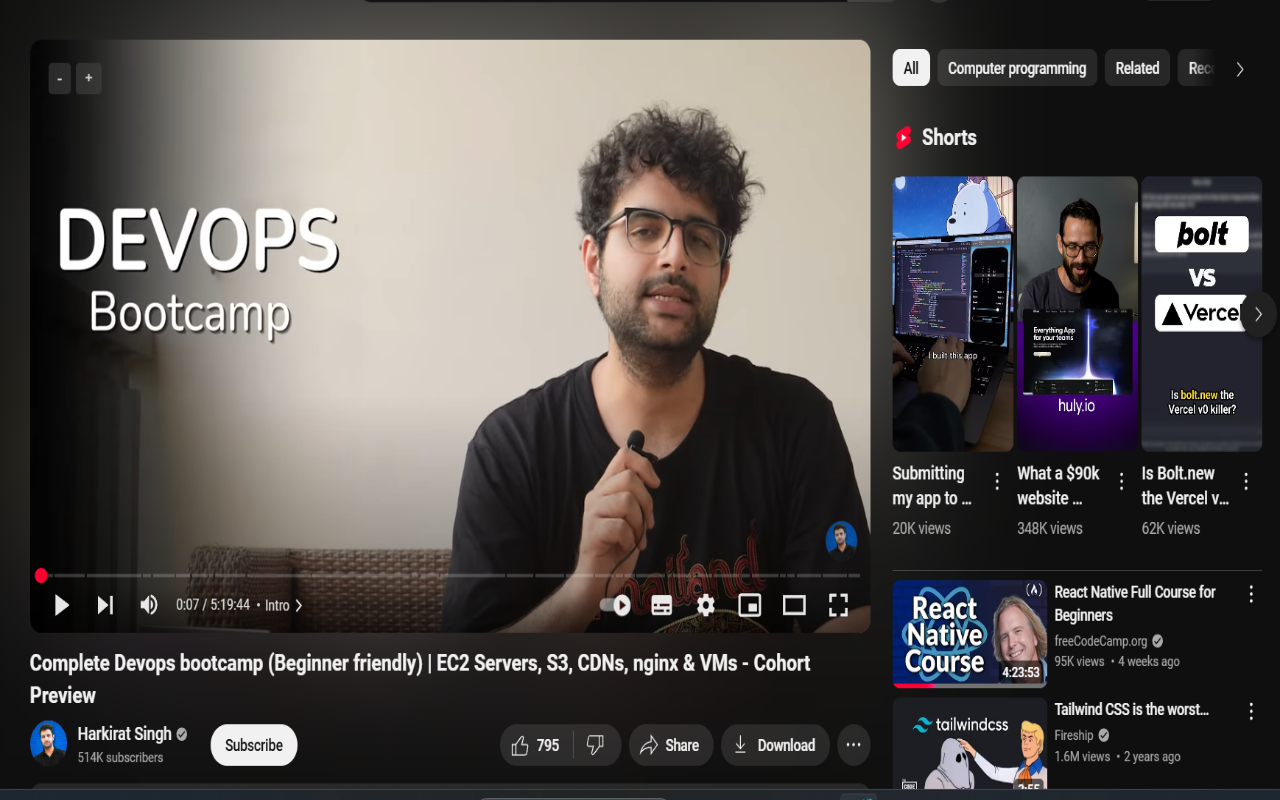 - +
DEVOPS
Bootcamp
0:07 / 5:19:44 • Intro
Complete Devops bootcamp (Beginner friendly) | EC2 Servers, S3, CDNs, nginx & VMs - Cohort
Preview
Harkirat Singh
514K subscribers
Subscribe
795
Share
Download
All
Computer programming
Related
Shorts
I built this app
Everything App
for your teams
huly.io
bolt
VS
Vercel
Is bolt.new the
Vercel v0 killer?
Submitting
my app to ...
20K views
What a $90k
website ...
348K views
Is Bolt.new
the Vercel v...
62K views
React
Native
Course
4:23:53
React Native Full Course for
Beginners
freeCodeCamp.org
95K views • 4 weeks ago
tailwindcss
Tailwind CSS is the worst...
Fireship
1.6M views • 2 years ago